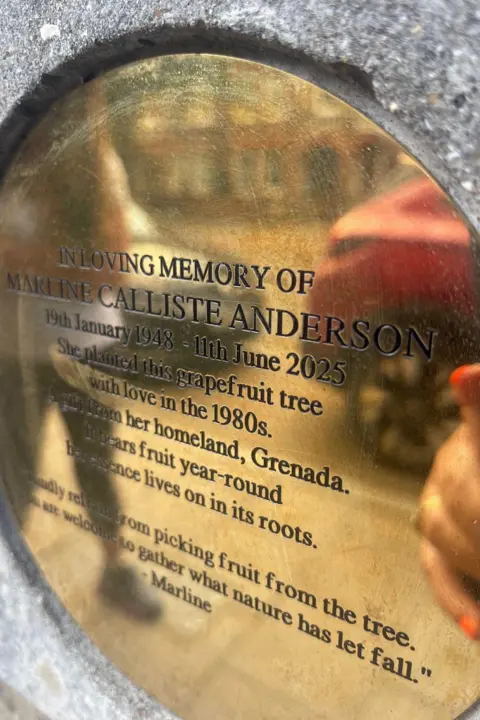 IN LOVING MEMORY OF
MARLINE CALLISTE ANDERSON
19th January 1948 - 11th June 2025
She planted this grapefruit tree
with love in the 1980s.
from her homeland, Grenada.
It bears fruit year-round
her essence lives on in its roots.
from picking fruit from the tree.
are welcome to gather what nature has let fall."
- Marline